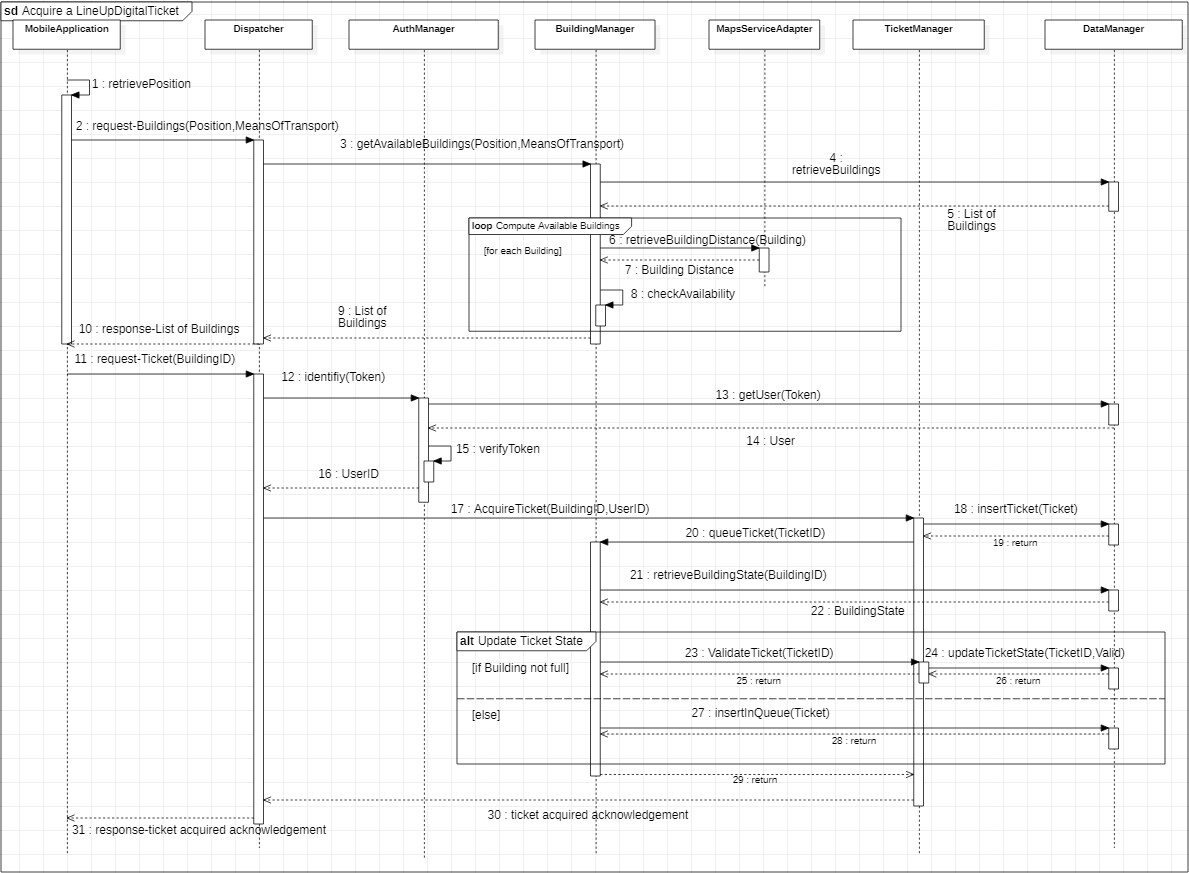 sd Acquire a LineUpDigitalTicket
MobileApplication
Dispatcher
AuthManager
BuildingManager
MapsServiceAdapter
TicketManager
DataManager
1 : retrievePosition
2 : request-Buildings(Position,MeansOfTransport)
3 : getAvailableBuildings(Position,MeansOfTransport)
4 :
retrieveBuildings
5 : List of
Buildings
loop Compute Available Buildings
[for each Building]
6 : retrieveBuildingDistance(Building)
7 : Building Distance
8 : checkAvailability
9 : List of
Buildings
10 : response-List of Buildings
11 : request-Ticket(BuildingID)
12 : identifiy(Token)
13 : getUser(Token)
14 : User
15 : verifyToken
16 : UserID
17 : AcquireTicket(BuildingID,UserID)
18 : insertTicket(Ticket)
19 : return
20 : queueTicket(TicketID)
21 : retrieveBuildingState(BuildingID)
22 : BuildingState
alt Update Ticket State
[if Building not full]
23 : ValidateTicket(TicketID)
24 : updateTicketState(TicketID,Valid)
25 : return
26 : return
[else]
27 : insertInQueue(Ticket)
28 : return
29 : return
30 : ticket acquired acknowledgement
31 : response-ticket acquired acknowledgement